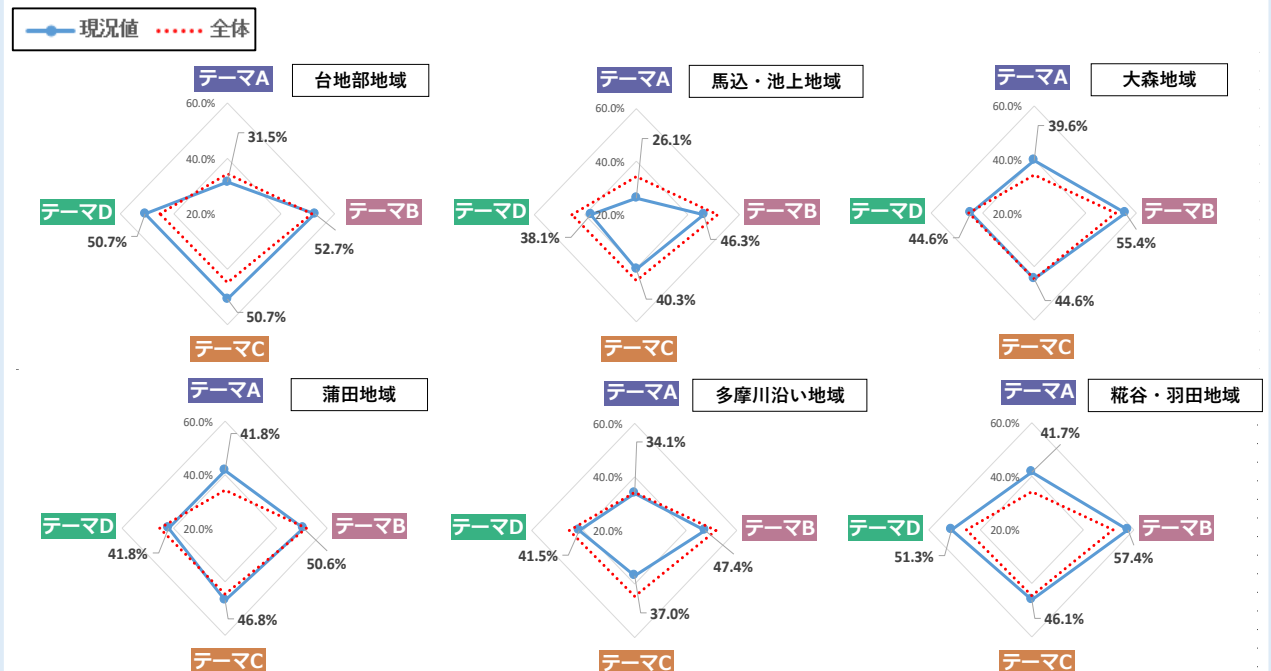 現況値 全体
テーマA 台地部地域
60.0%
31.5%
40.0%
20.0%
テーマD テーマB
50.7%
52.7%
50.7%
テーマC
テーマA 馬込・池上地域
60.0%
26.1%
40.0%
20.0%
テーマD テーマB
38.1%
46.3%
40.3%
テーマC
テーマA 大森地域
60.0%
39.6%
40.0%
20.0%
テーマD テーマB
44.6%
55.4%
44.6%
テーマC
テーマA 蒲田地域
60.0%
41.8%
40.0%
20.0%
テーマD テーマB
41.8%
50.6%
46.8%
テーマC
テーマA 多摩川沿い地域
60.0%
34.1%
40.0%
20.0%
テーマD テーマB
41.5%
47.4%
37.0%
テーマC
テーマA 糀谷・羽田地域
60.0%
41.7%
40.0%
20.0%
テーマD テーマB
51.3%
57.4%
46.1%
テーマC